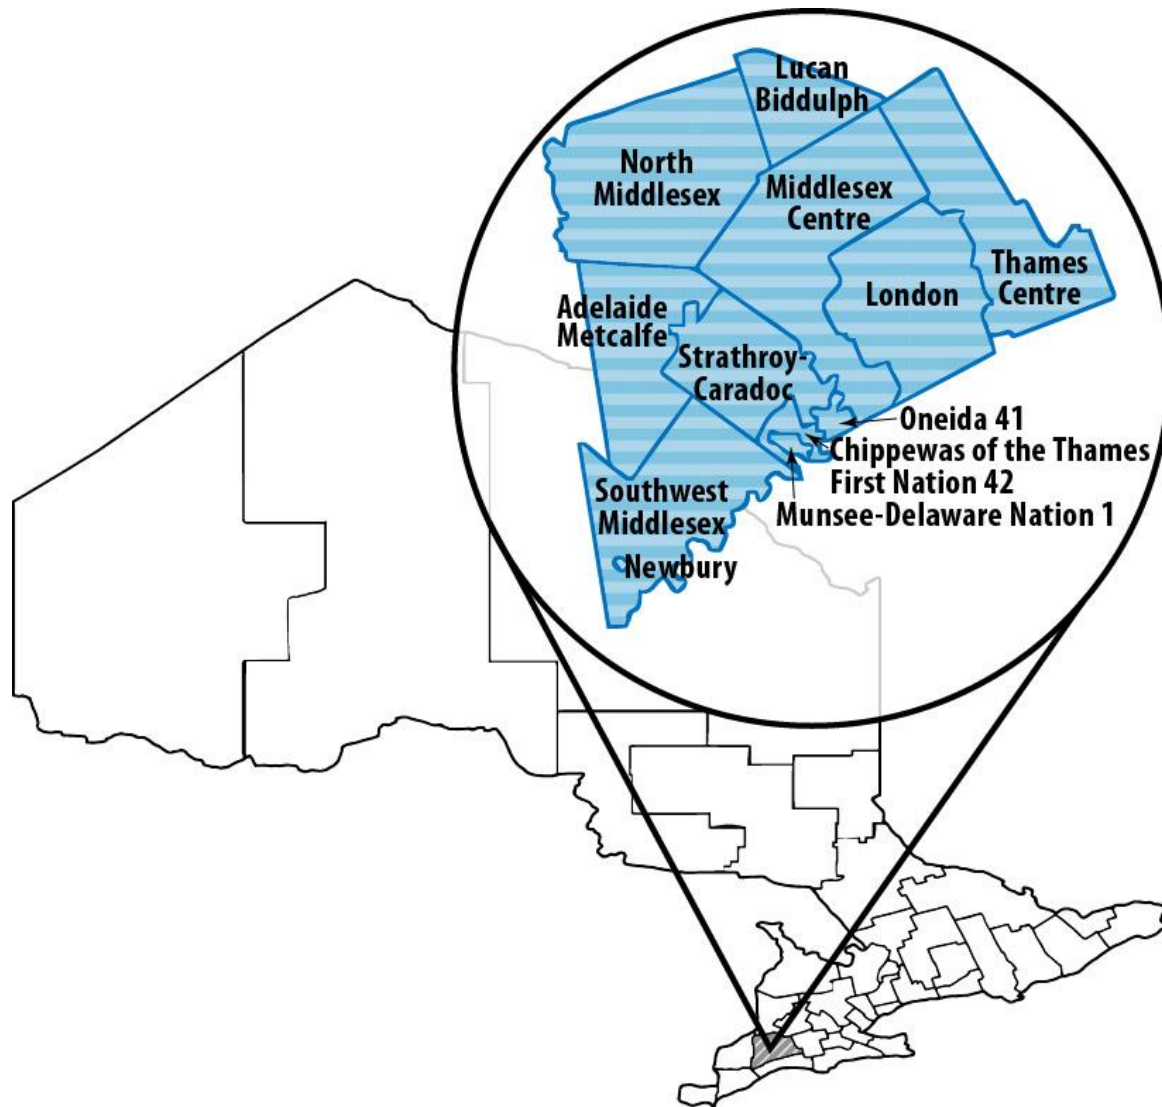 Lucan
Biddulph
North
Middlesex
Middlesex
Centre
Thames
Centre
London
Adelaide
Metcalfe
Strathroy-
Caradoc
Oneida 41
Chippewas of the Thames
First Nation 42
Munsee-Delaware Nation 1
Southwest
Middlesex
Newbury